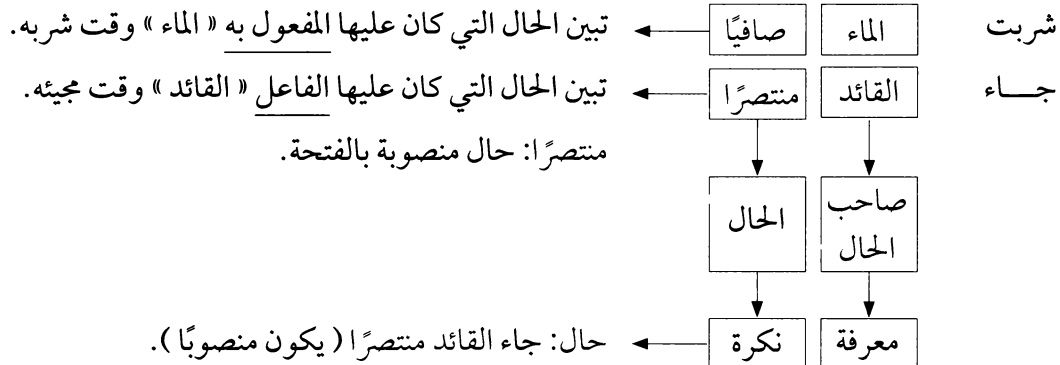 شربت الماء صافيًا تبين الحال التي كان عليها المفعول به « الماء » وقت شربه.
جـــاء القائد منتصرًا تبين الحال التي كان عليها الفاعل « القائد » وقت مجيئه.
منتصرًا: حال منصوبة بالفتحة.
صاحب الحال
الحال
معرفة نكرة حال: جاء القائد منتصرًا ( يكون منصوبًا ).